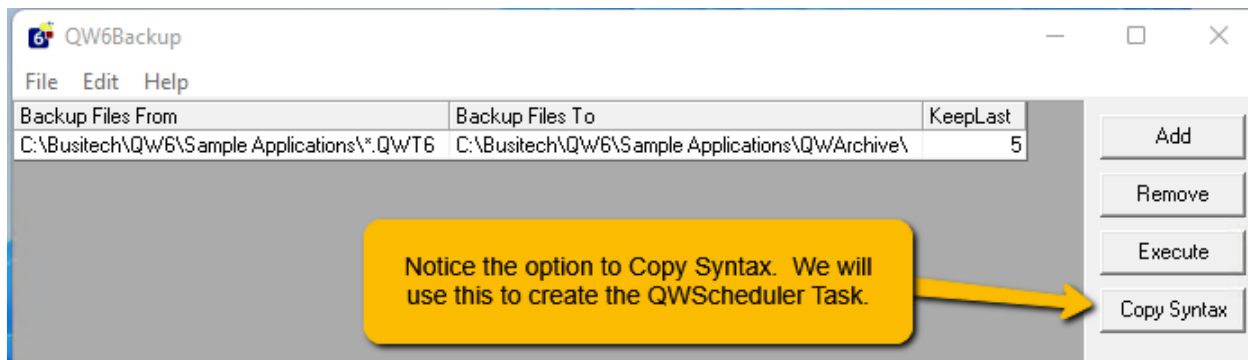 6 QW6Backup
File Edit Help
Backup Files From Backup Files To KeepLast
C:\Busitech\QW6\Sample Applications\*.QWT6 C:\Busitech\QW6\Sample Applications\QWArchive\ 5
Add
Remove
Execute
Copy Syntax
Notice the option to Copy Syntax. We will
use this to create the QWScheduler Task.